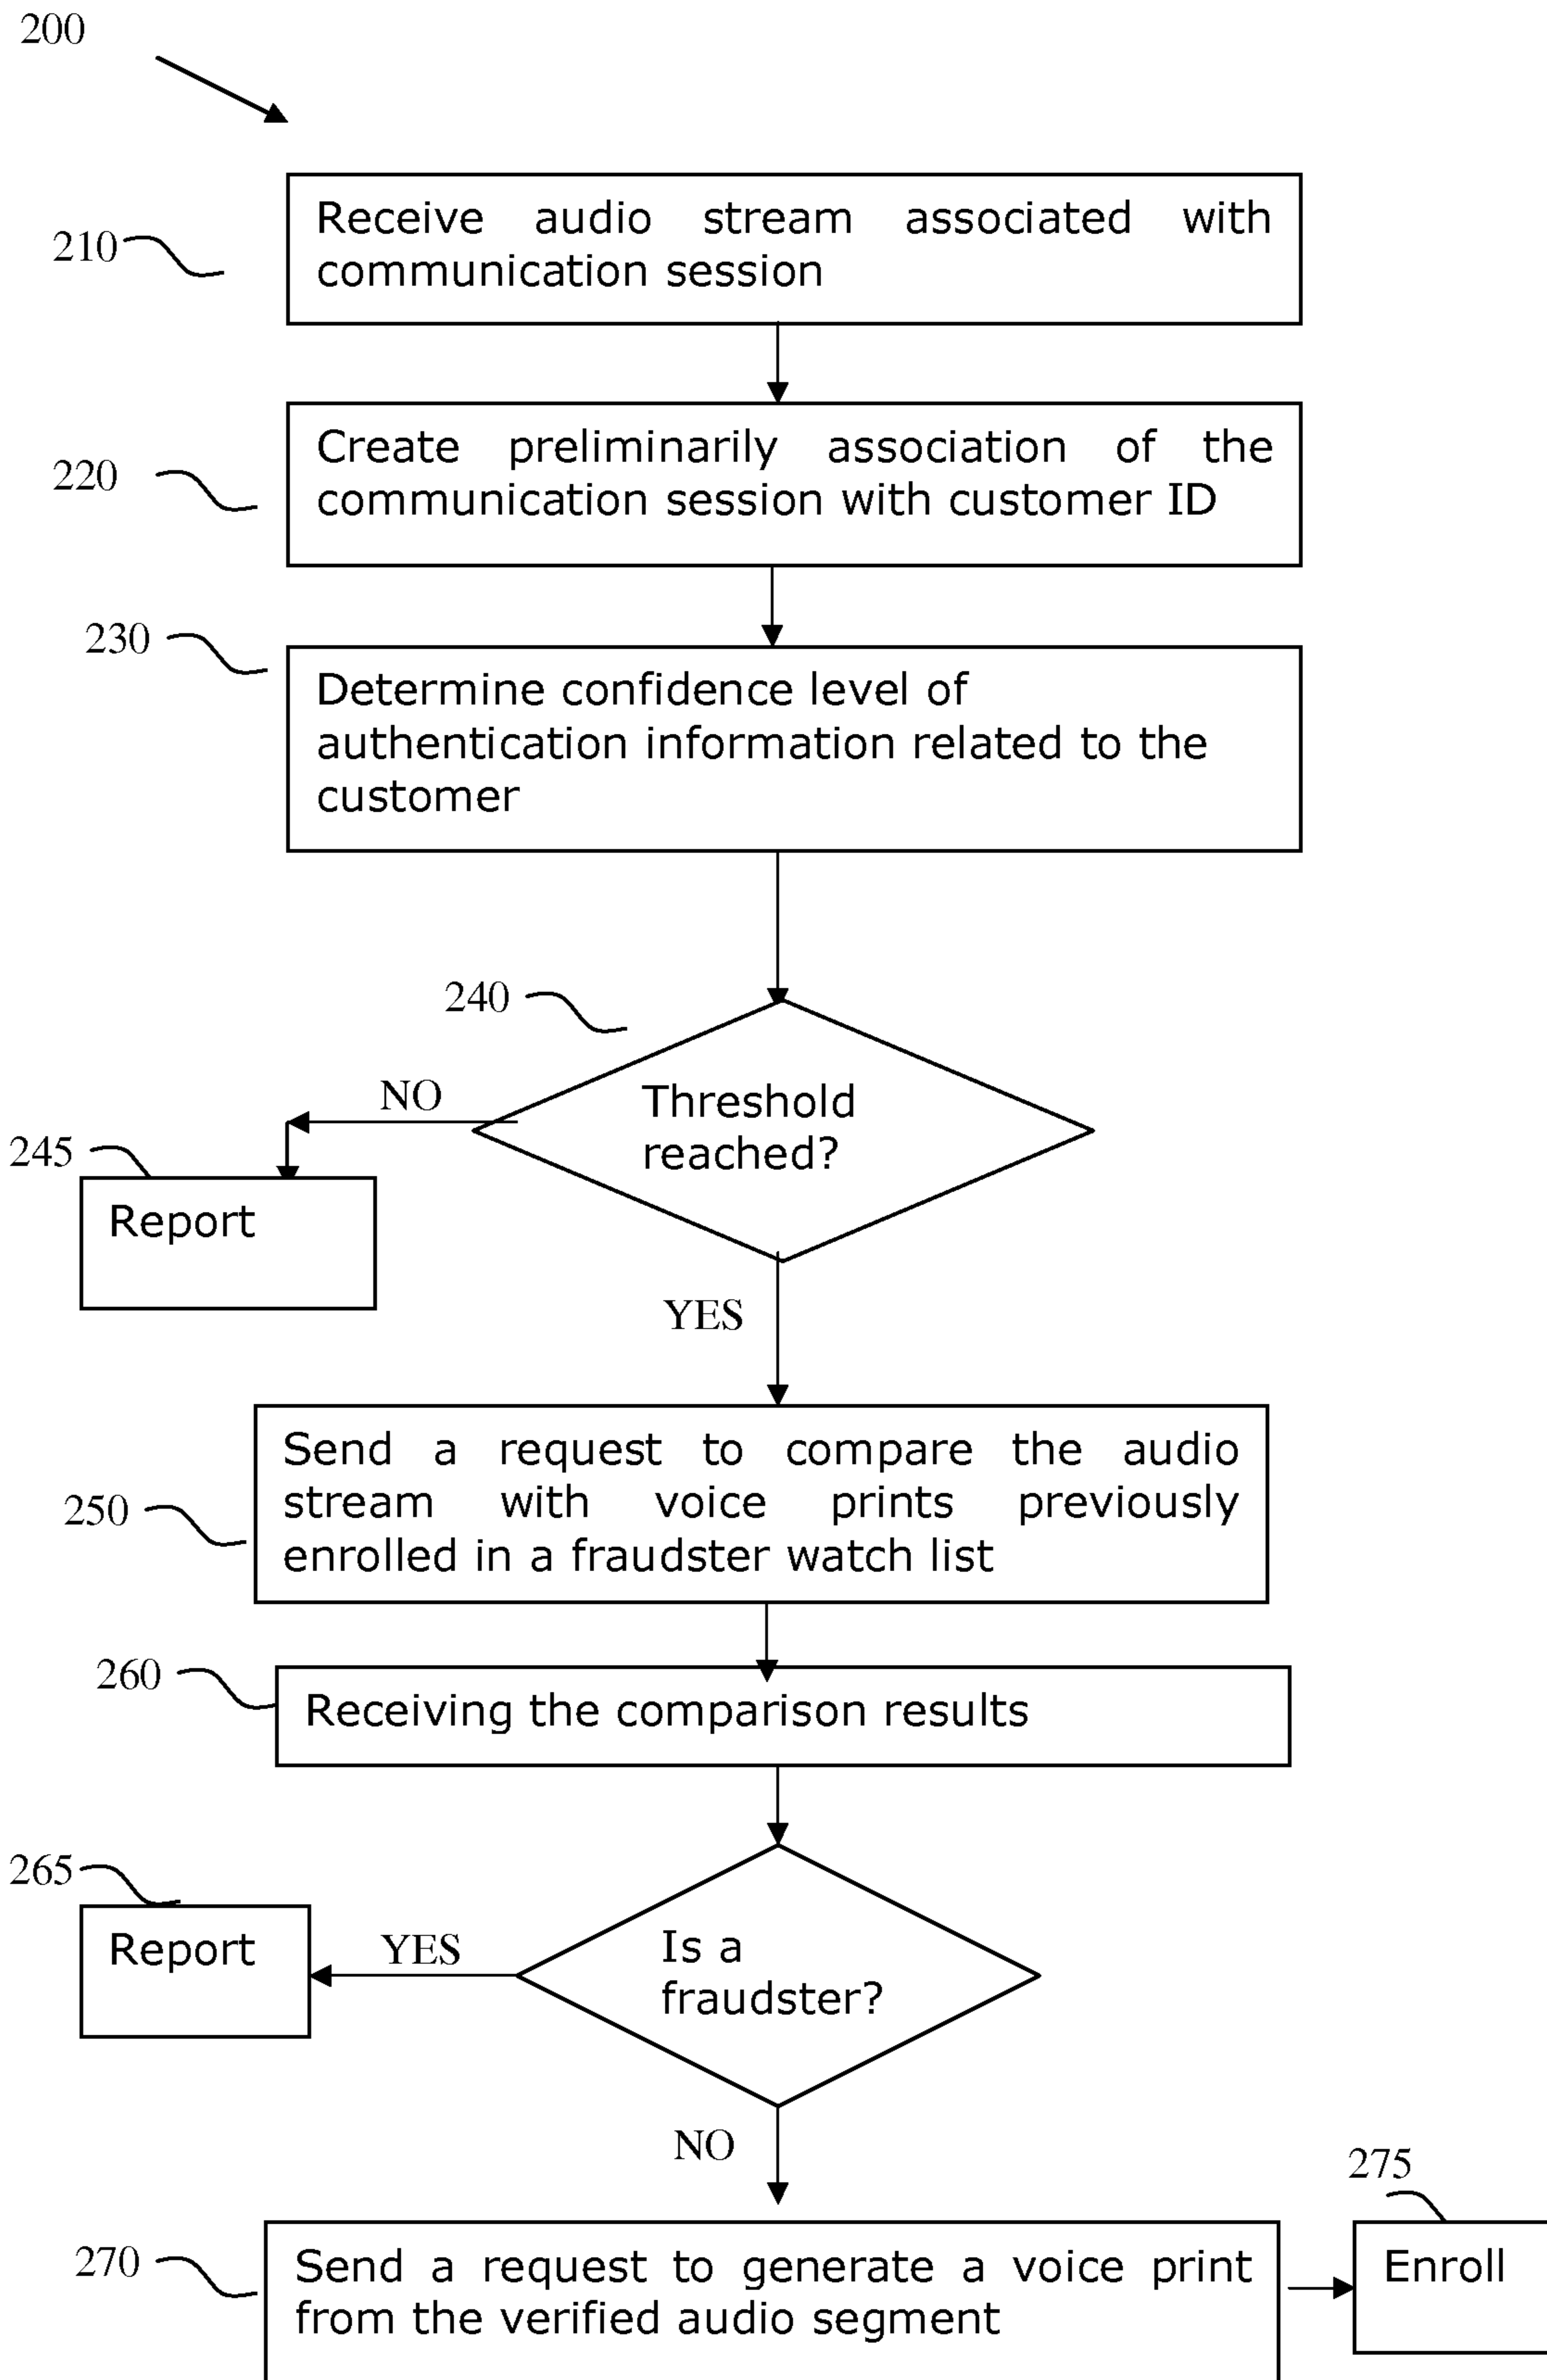 200
210
Receive audio stream associated with
communication session
220
Create preliminarily association of the
communication session with customer ID
230
Determine confidence level of
authentication information related to the
customer
240
Threshold
reached?
NO
245
Report
YES
250
Send a request to compare the audio
stream with voice prints previously
enrolled in a fraudster watch list
260
Receiving the comparison results
265
Report
YES
Is a
fraudster?
NO
270
Send a request to generate a voice print
from the verified audio segment
275
Enroll